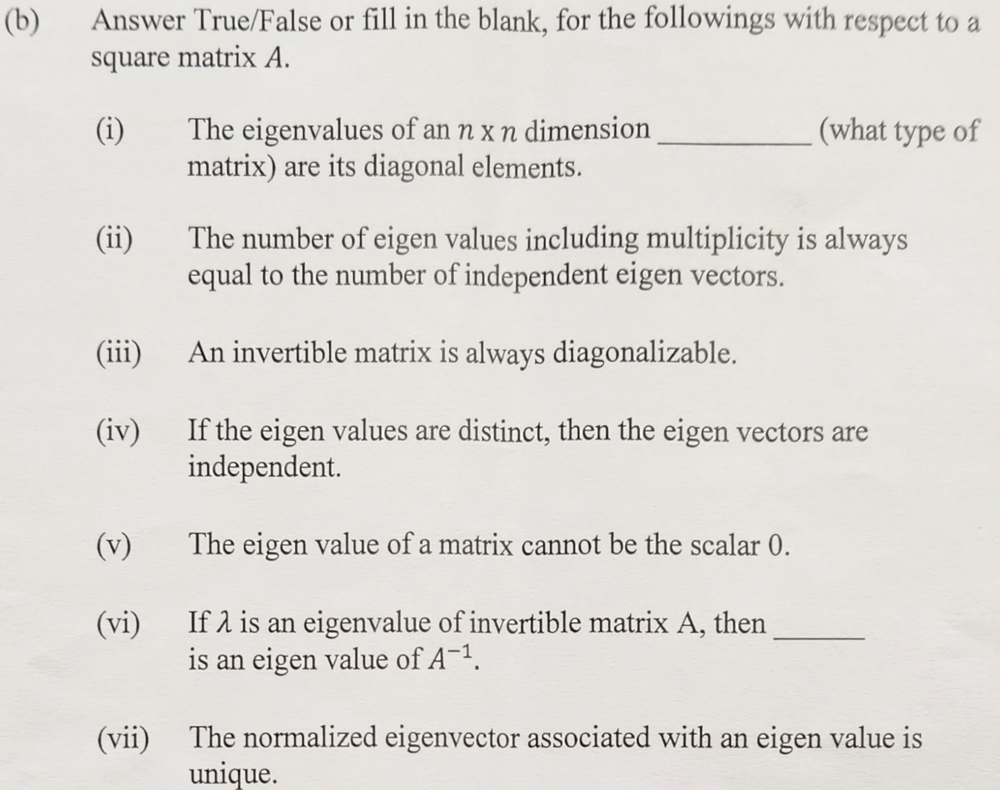 (b) Answer True/False or fill in the blank, for the followings with respect to a
square matrix A.
(i) The eigenvalues of an n x n dimension __________ (what type of
matrix) are its diagonal elements.
(ii) The number of eigen values including multiplicity is always
equal to the number of independent eigen vectors.
(iii) An invertible matrix is always diagonalizable.
(iv) If the eigen values are distinct, then the eigen vectors are
independent.
(v) The eigen value of a matrix cannot be the scalar 0.
(vi) If λ is an eigenvalue of invertible matrix A, then ______
is an eigen value of A⁻¹.
(vii) The normalized eigenvector associated with an eigen value is
unique.